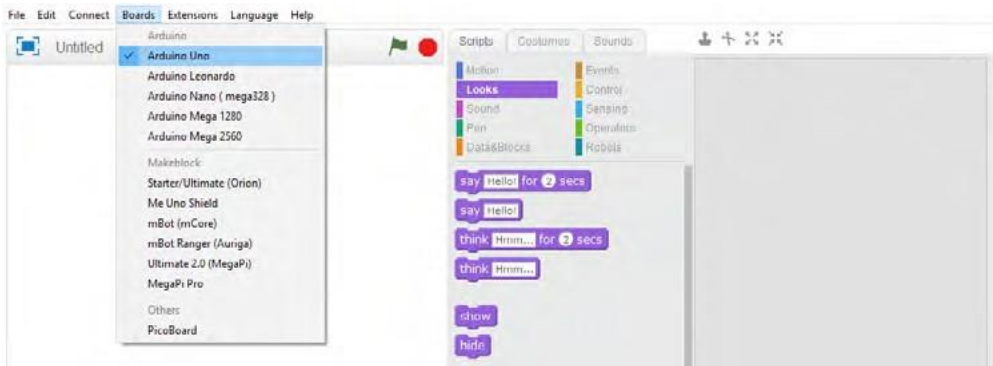 File Edit Connect Boards Extensions Language Help
Untitled
Arduino
Arduino Uno
Arduino Leonardo
Arduino Nano ( mega328 )
Arduino Mega 1280
Arduino Mega 2560
Makeblock
Starter/Ultimate (Orion)
Me Uno Shield
mBot (mCore)
mBot Ranger (Auriga)
Ultimate 2.0 (MegaPi)
MegaPi Pro
Others
PicoBoard
Scripts Costumes Sounds
Motion Events
Looks Control
Sound Sensing
Pen Operators
Data&Blocks Robots
say Hello! for 2 secs
say Hello!
think Hmm... for 2 secs
think Hmm...
show
hide